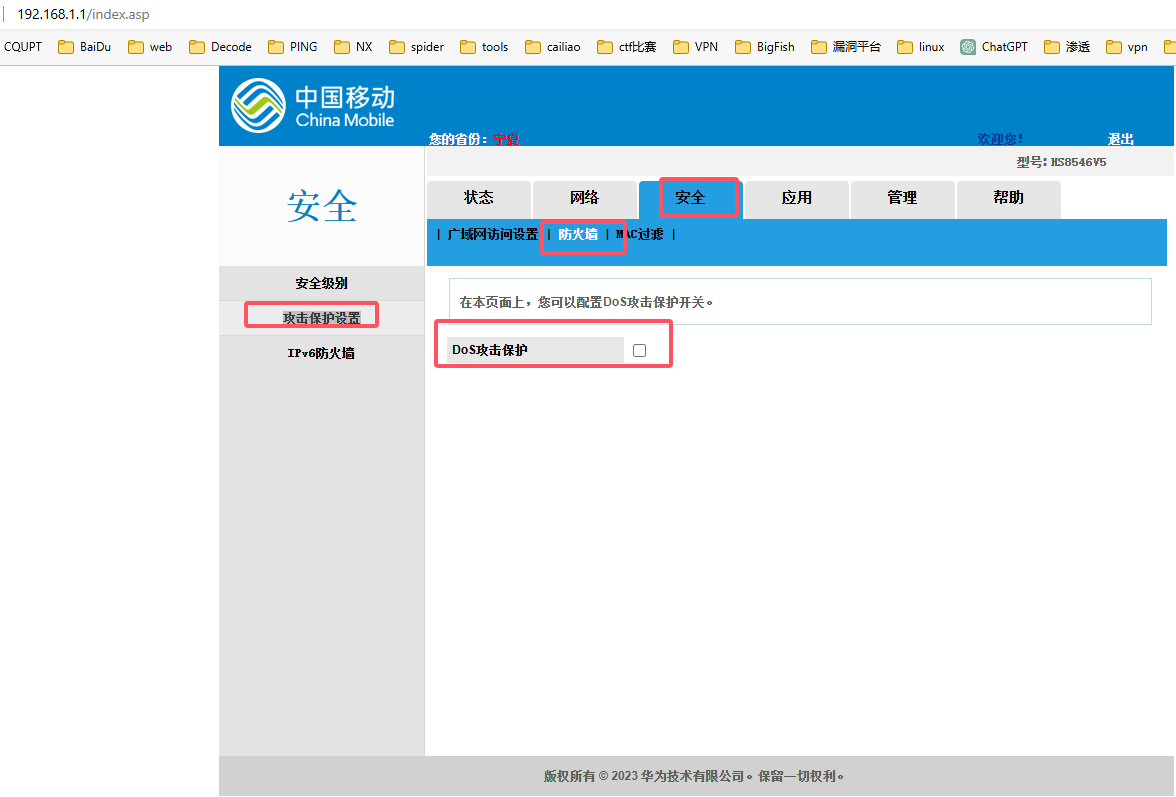 192.168.1.1/index.asp
CQUPT BaiDu web Decode PING NX spider tools cailiao ctf比赛 VPN BigFish 漏洞平台 linux ChatGPT 渗透 vpn
中国移动
China Mobile
您的省份：宁夏 欢迎您！ 退出
型号：HS8546V5
安全
状态 网络 安全 应用 管理 帮助
| 广域网访问设置 | 防火墙 | MAC过滤 |
安全级别
攻击保护设置
IPv6防火墙
在本页面上，您可以配置DoS攻击保护开关。
DoS攻击保护
版权所有 © 2023 华为技术有限公司。保留一切权利。